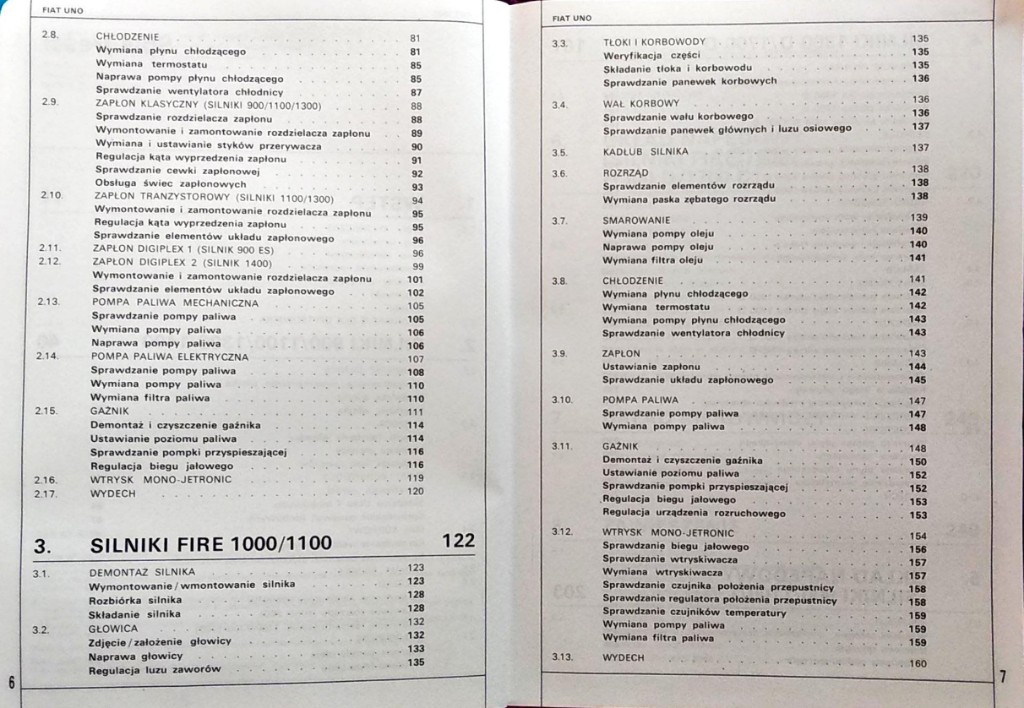 FIAT UNO
2.8. CHŁODZENIE 81
Wymiana płynu chłodzącego 81
Wymiana termostatu 85
Naprawa pompy płynu chłodzącego 85
Sprawdzanie wentylatora chłodnicy 87
2.9. ZAPŁON KLASYCZNY (SILNIKI 900/1100/1300) 88
Sprawdzanie rozdzielacza zapłonu 88
Wymontowanie i zamontowanie rozdzielacza zapłonu 89
Wymiana i ustawianie styków przerywacza 90
Regulacja kąta wyprzedzenia zapłonu 91
Sprawdzanie cewki zapłonowej 92
Obsługa świec zapłonowych 93
2.10. ZAPŁON TRANZYSTOROWY (SILNIKI 1100/1300) 94
Wymontowanie i zamontowanie rozdzielacza zapłonu 95
Regulacja kąta wyprzedzenia zapłonu 95
Sprawdzanie elementów układu zapłonowego 96
2.11. ZAPŁON DIGIPLEX 1 (SILNIK 900 ES) 96
2.12. ZAPŁON DIGIPLEX 2 (SILNIK 1400) 99
Wymontowanie i zamontowanie rozdzielacza zapłonu 101
Sprawdzanie elementów układu zapłonowego 102
2.13. POMPA PALIWA MECHANICZNA 105
Sprawdzanie pompy paliwa 105
Wymiana pompy paliwa 106
Naprawa pompy paliwa 106
2.14. POMPA PALIWA ELEKTRYCZNA 107
Sprawdzanie pompy paliwa 108
Wymiana pompy paliwa 110
Wymiana filtra paliwa 110
2.15. GAŹNIK 111
Demontaż i czyszczenie gaźnika 114
Ustawianie poziomu paliwa 114
Sprawdzanie pompki przyspieszającej 116
Regulacja biegu jałowego 116
2.16. WTRYSK MONO-JETRONIC 119
2.17. WYDECH 120
3. SILNIKI FIRE 1000/1100 122
3.1. DEMONTAŻ SILNIKA 123
Wymontowanie/wmontowanie silnika 123
Rozbiórka silnika 128
Składanie silnika 128
3.2. GŁOWICA 132
Zdjęcie/założenie głowicy 132
Naprawa głowicy 133
Regulacja luzu zaworów 135
6
FIAT UNO
3.3. TŁOKI I KORBOWODY 135
Weryfikacja części 135
Składanie tłoka i korbowodu 135
Sprawdzanie panewek korbowych 136
3.4. WAŁ KORBOWY 136
Sprawdzanie wału korbowego 136
Sprawdzanie panewek głównych i luzu osiowego 137
3.5. KADŁUB SILNIKA 137
3.6. ROZRZĄD 138
Sprawdzanie elementów rozrządu 138
Wymiana paska zębatego rozrządu 138
3.7. SMAROWANIE 139
Wymiana pompy oleju 140
Naprawa pompy oleju 140
Wymiana filtra oleju 141
3.8. CHŁODZENIE 141
Wymiana płynu chłodzącego 142
Wymiana termostatu 142
Wymiana pompy płynu chłodzącego 143
Sprawdzanie wentylatora chłodnicy 143
3.9. ZAPŁON 143
Ustawianie zapłonu 144
Sprawdzanie układu zapłonowego 145
3.10. POMPA PALIWA 147
Sprawdzanie pompy paliwa 147
Wymiana pompy paliwa 148
3.11. GAŹNIK 148
Demontaż i czyszczenie gaźnika 150
Ustawianie poziomu paliwa 152
Sprawdzanie pompki przyspieszającej 152
Regulacja biegu jałowego 153
Regulacja urządzenia rozruchowego 153
3.12. WTRYSK MONO-JETRONIC 154
Sprawdzanie biegu jałowego 156
Sprawdzanie wtryskiwacza 157
Wymiana wtryskiwacza 157
Sprawdzanie czujnika położenia przepustnicy 158
Sprawdzanie regulatora położenia przepustnicy 158
Sprawdzanie czujników temperatury 159
Wymiana pompy paliwa 159
Wymiana filtra paliwa 159
3.13. WYDECH 160
7